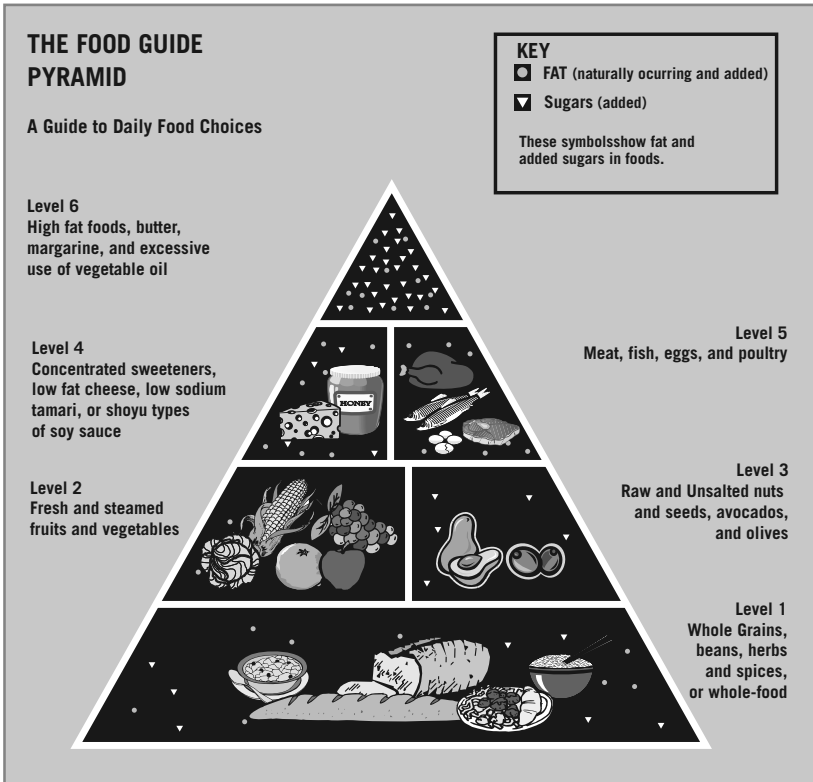 THE FOOD GUIDE
PYRAMID
A Guide to Daily Food Choices
KEY
FAT (naturally ocurring and added)
Sugars (added)
These symbolsshow fat and
added sugars in foods.
Level 6
High fat foods, butter,
margarine, and excessive
use of vegetable oil
Level 5
Meat, fish, eggs, and poultry
Level 4
Concentrated sweeteners,
low fat cheese, low sodium
tamari, or shoyu types
of soy sauce
HONEY
Level 3
Raw and Unsalted nuts
and seeds, avocados,
and olives
Level 2
Fresh and steamed
fruits and vegetables
Level 1
Whole Grains,
beans, herbs
and spices,
or whole-food